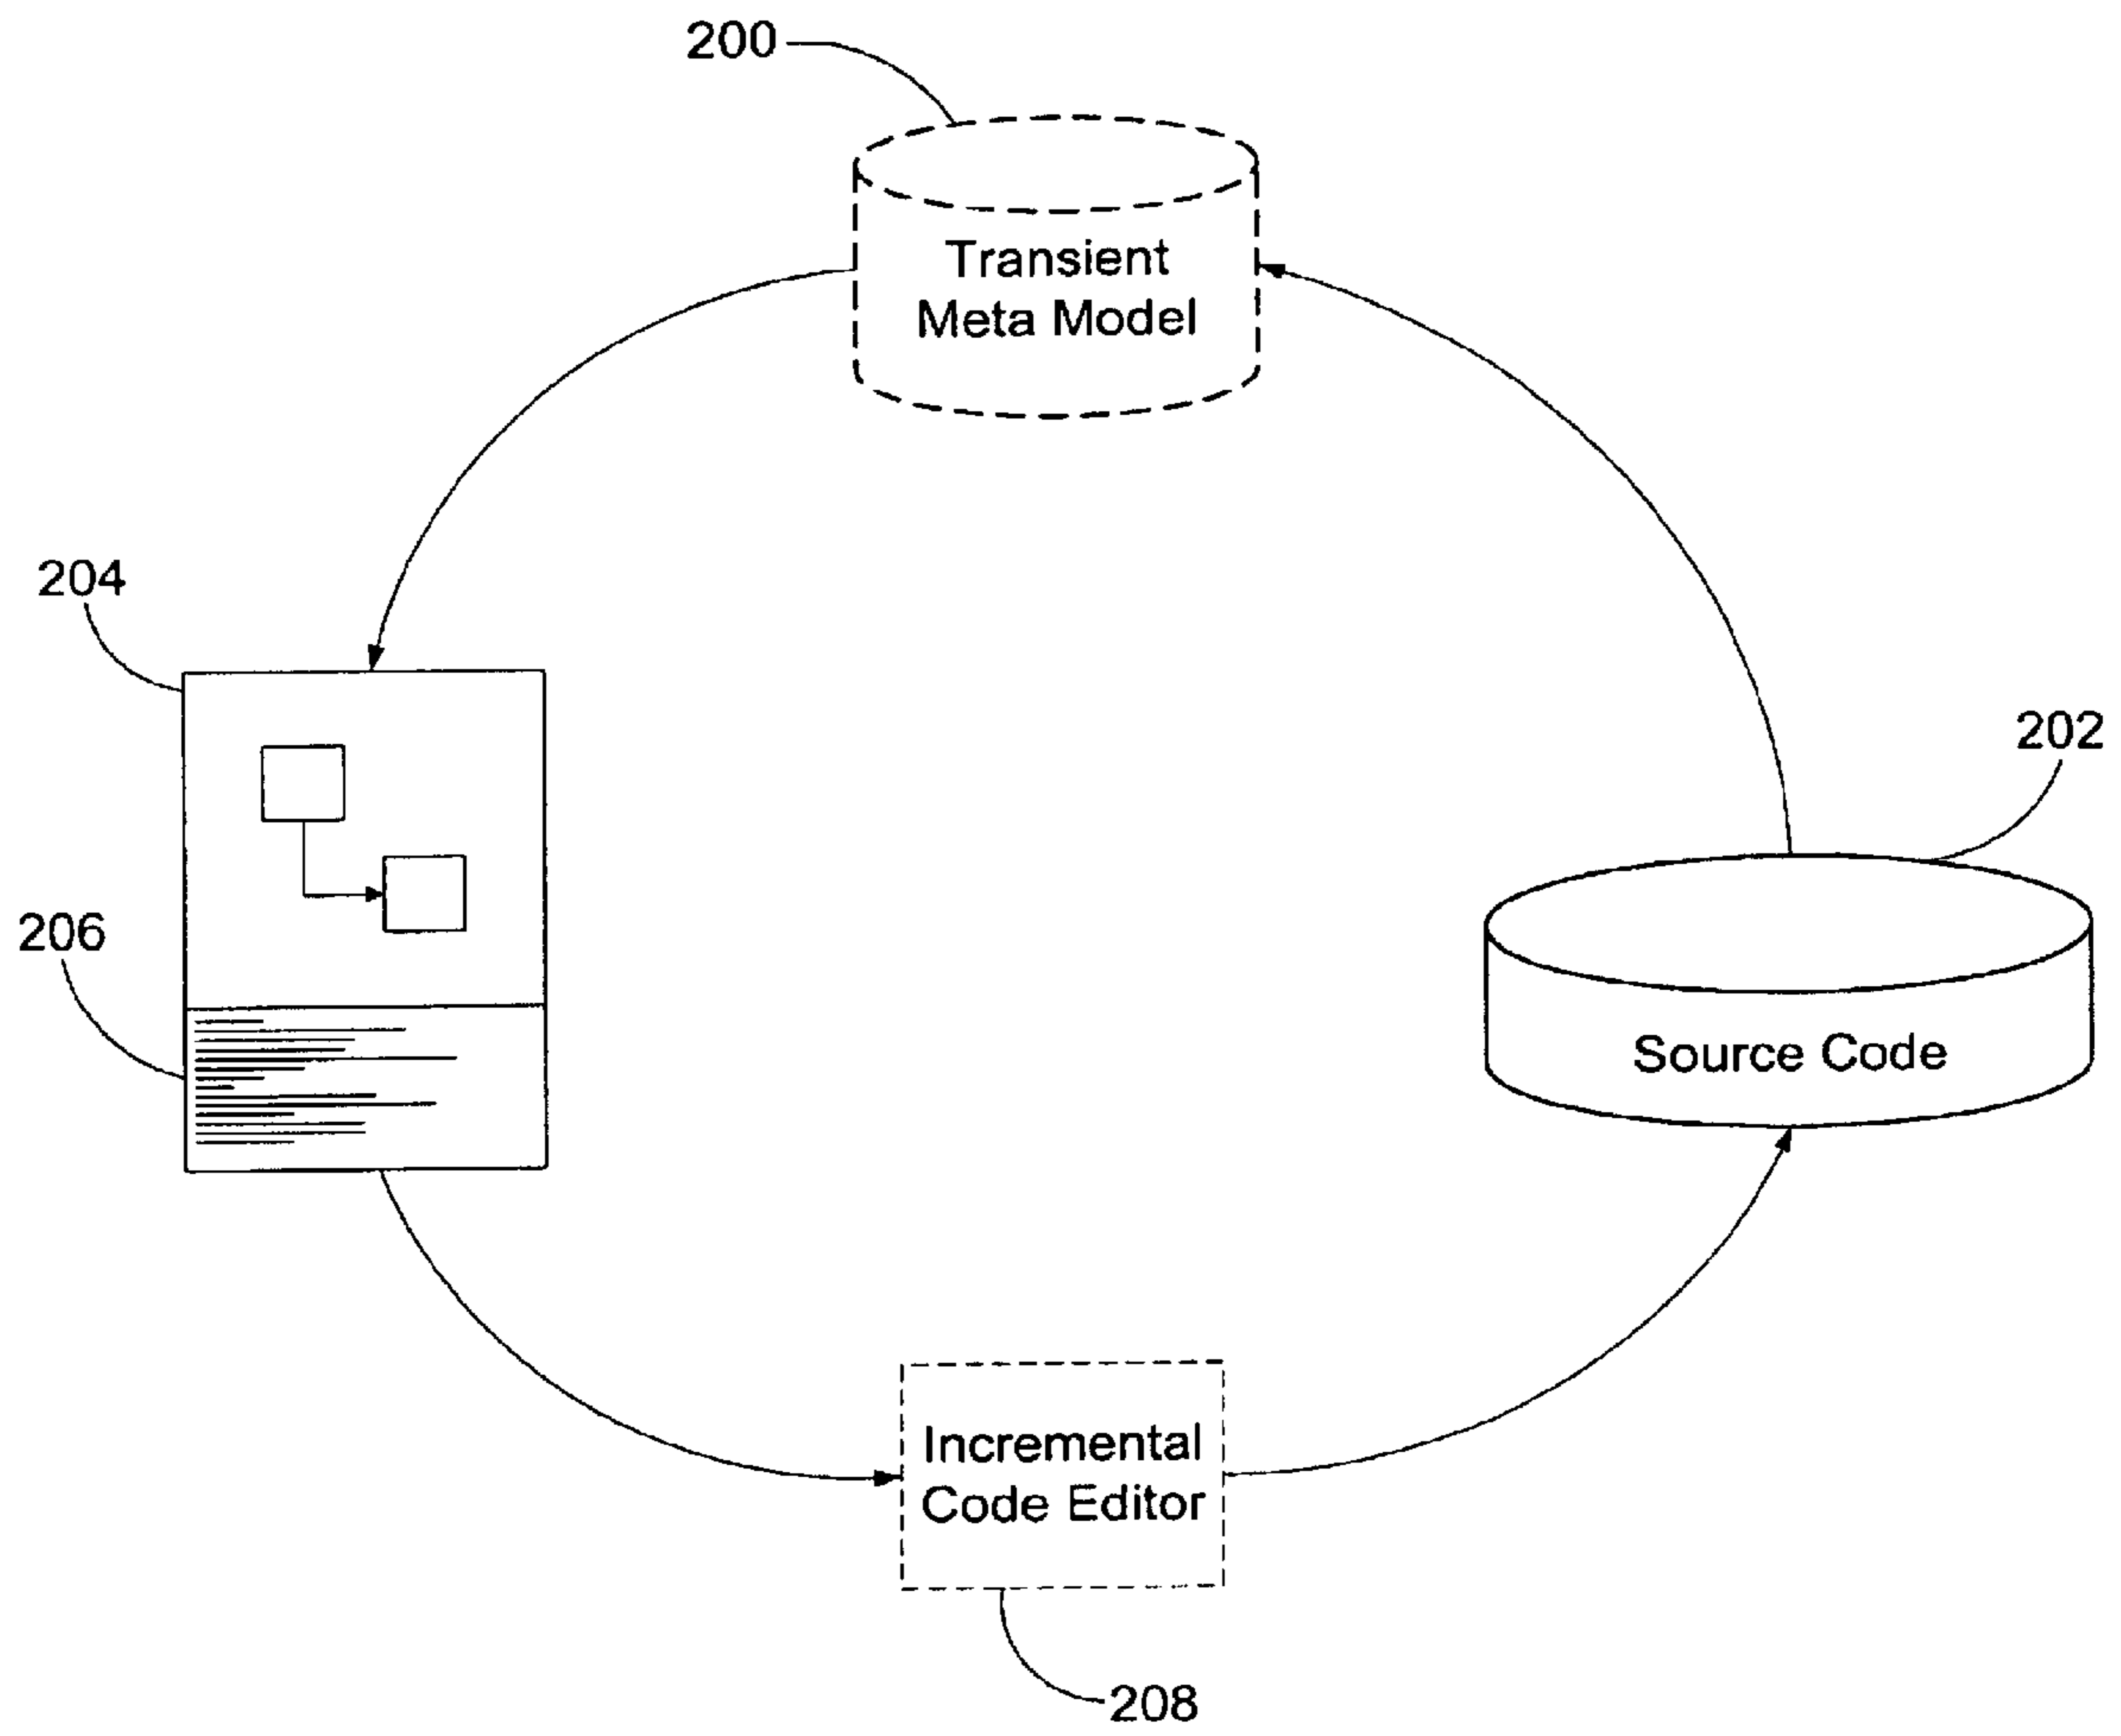 200
Transient
Meta Model
204
202
206
Source Code
Incremental
Code Editor
208